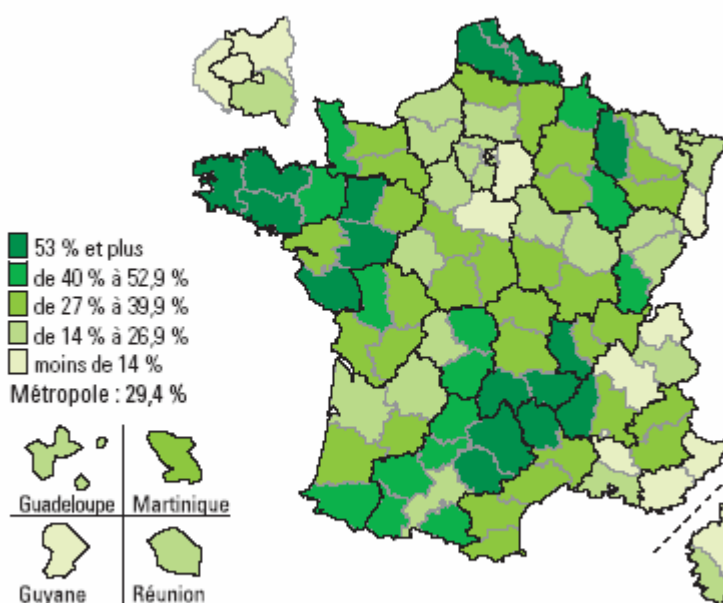 53 % et plus
de 40 % à 52,9 %
de 27 % à 39,9 %
de 14 % à 26,9 %
moins de 14 %
Métropole : 29,4 %
Guadeloupe
Martinique
Guyane
Réunion